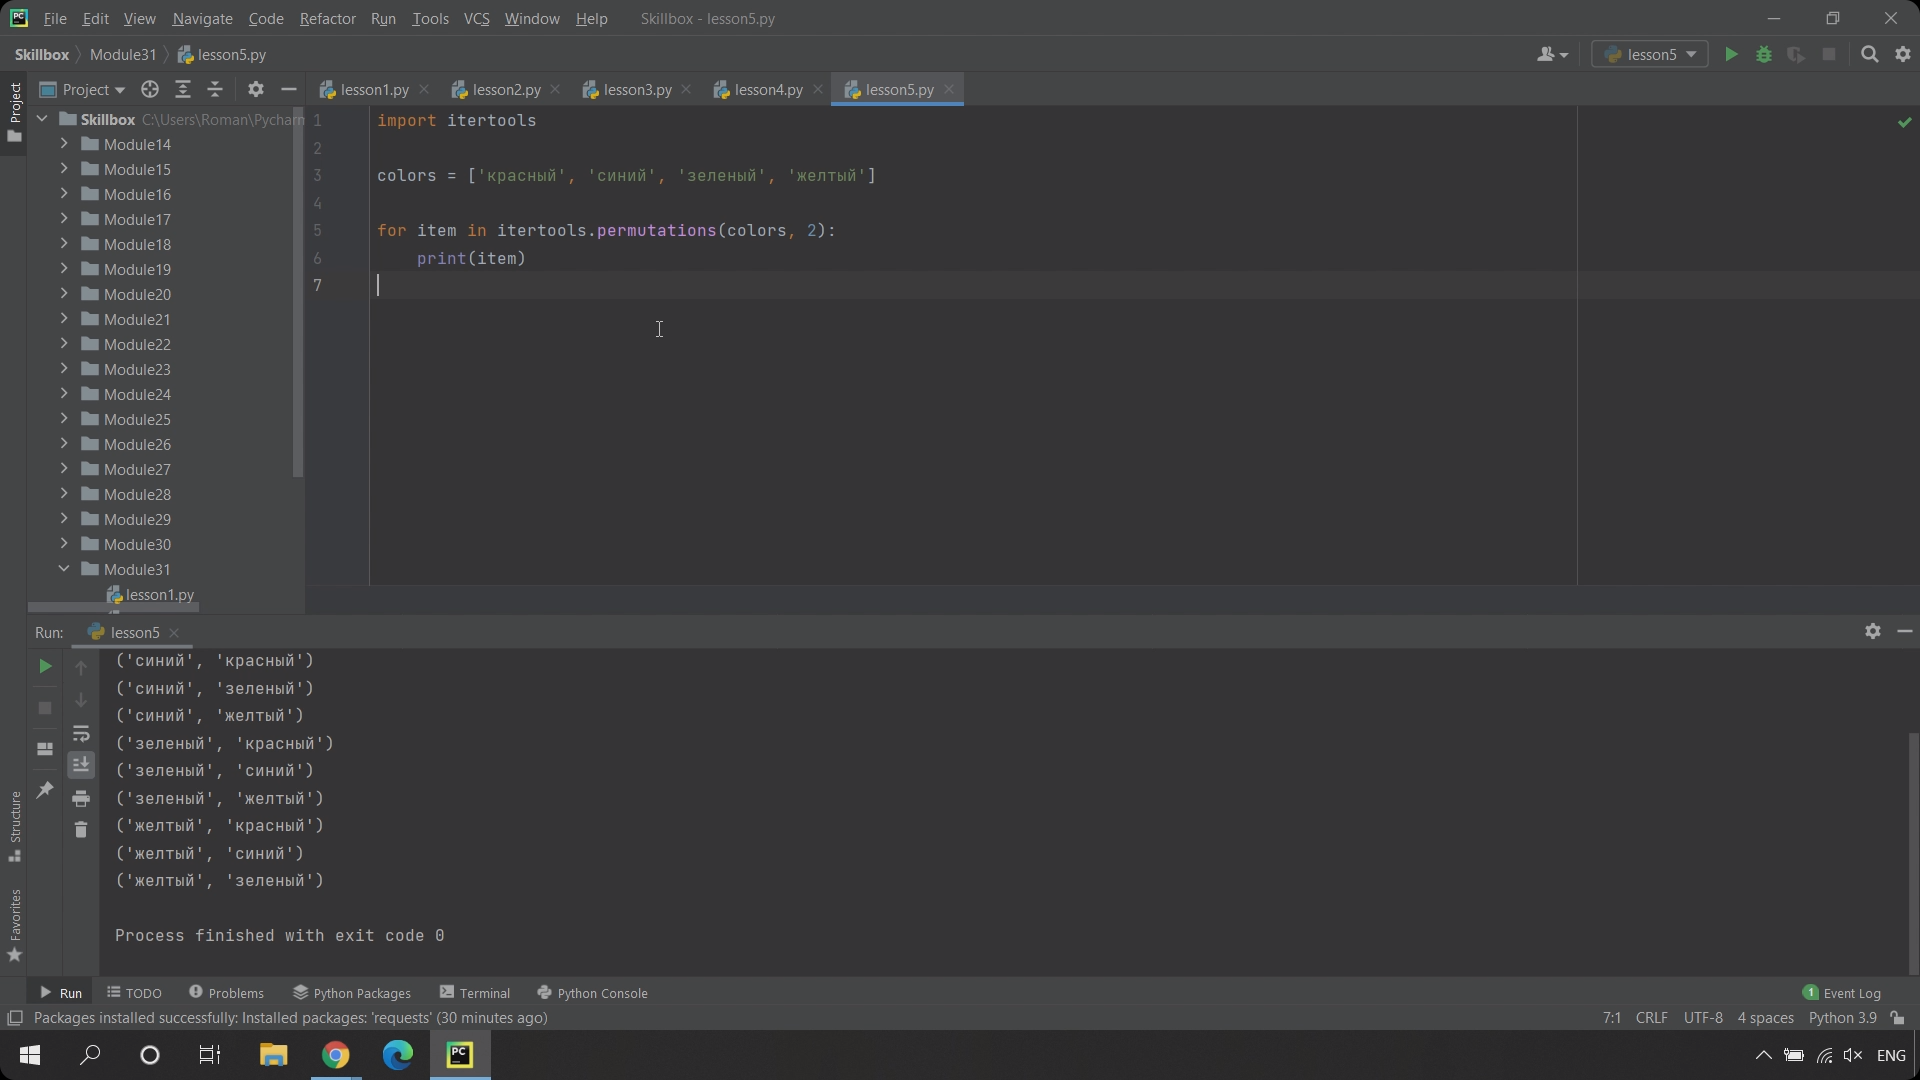 File Edit View Navigate Code Refactor Run Tools VCS Window Help Skillbox - lesson5.py
Skillbox Module31 lesson5.py lesson5
Project lesson1.py lesson2.py lesson3.py lesson4.py lesson5.py
Project
Skillbox C:\Users\Roman\Pycharm
Module14
Module15
Module16
Module17
Module18
Module19
Module20
Module21
Module22
Module23
Module24
Module25
Module26
Module27
Module28
Module29
Module30
Module31
lesson1.py
1 import itertools
2
3 colors = ['красный', 'синий', 'зеленый', 'желтый']
4
5 for item in itertools.permutations(colors, 2):
6 print(item)
7
Run: lesson5
('синий', 'красный')
('синий', 'зеленый')
('синий', 'желтый')
('зеленый', 'красный')
('зеленый', 'синий')
('зеленый', 'желтый')
('желтый', 'красный')
('желтый', 'синий')
('желтый', 'зеленый')
Process finished with exit code 0
Structure
Favorites
Run TODO Problems Python Packages Terminal Python Console 1 Event Log
Packages installed successfully: Installed packages: 'requests' (30 minutes ago) 7:1 CRLF UTF-8 4 spaces Python 3.9
PC ENG